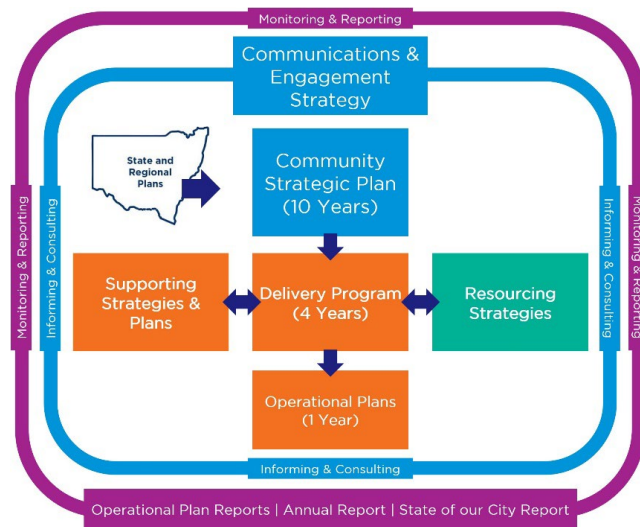 Monitoring & Reporting
Communications &
Engagement
Strategy
State and
Regional
Plans
Community
Strategic Plan
(10 Years)
Monitoring & Reporting
Informing & Consulting
Informing & Consulting
Monitoring & Reporting
Supporting
Strategies &
Plans
Delivery Program
(4 Years)
Resourcing
Strategies
Operational Plans
(1 Year)
Informing & Consulting
Operational Plan Reports | Annual Report | State of our City Report